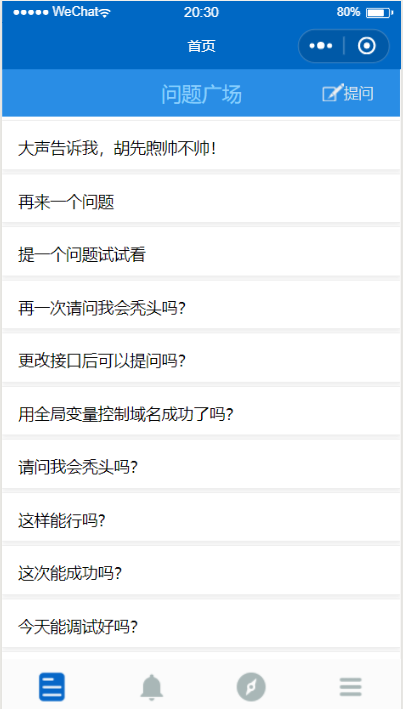 ●●●●● WeChat 20:30 80%
首页
问题广场 提问
大声告诉我，胡先煦帅不帅！
再来一个问题
提一个问题试试看
再一次请问我会秃头吗？
更改接口后可以提问吗？
用全局变量控制域名成功了吗？
请问我会秃头吗？
这样能行吗？
这次能成功吗？
今天能调试好吗？